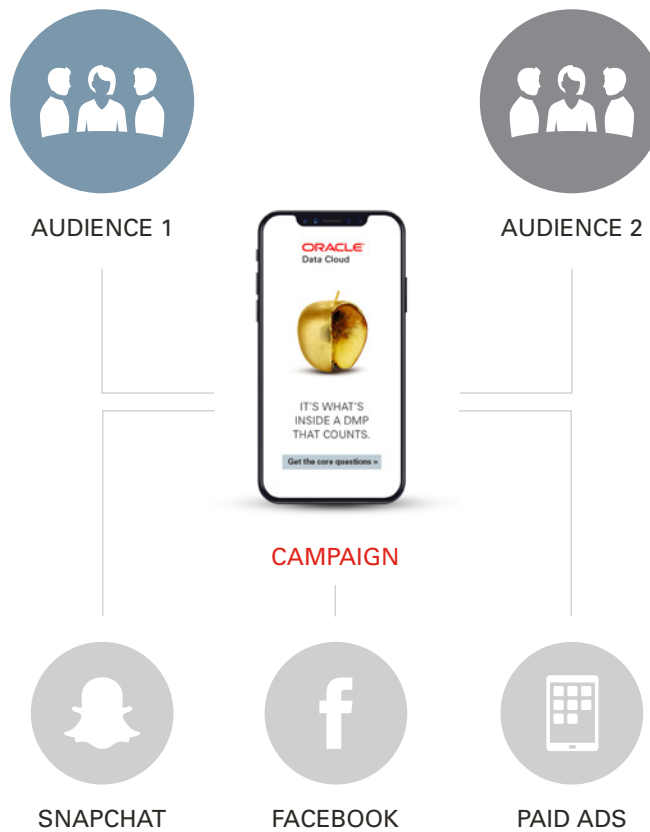 AUDIENCE 1
AUDIENCE 2
ORACLE
Data Cloud
IT'S WHAT'S
INSIDE A DMP
THAT COUNTS.
Get the core questions »
CAMPAIGN
SNAPCHAT
FACEBOOK
PAID ADS